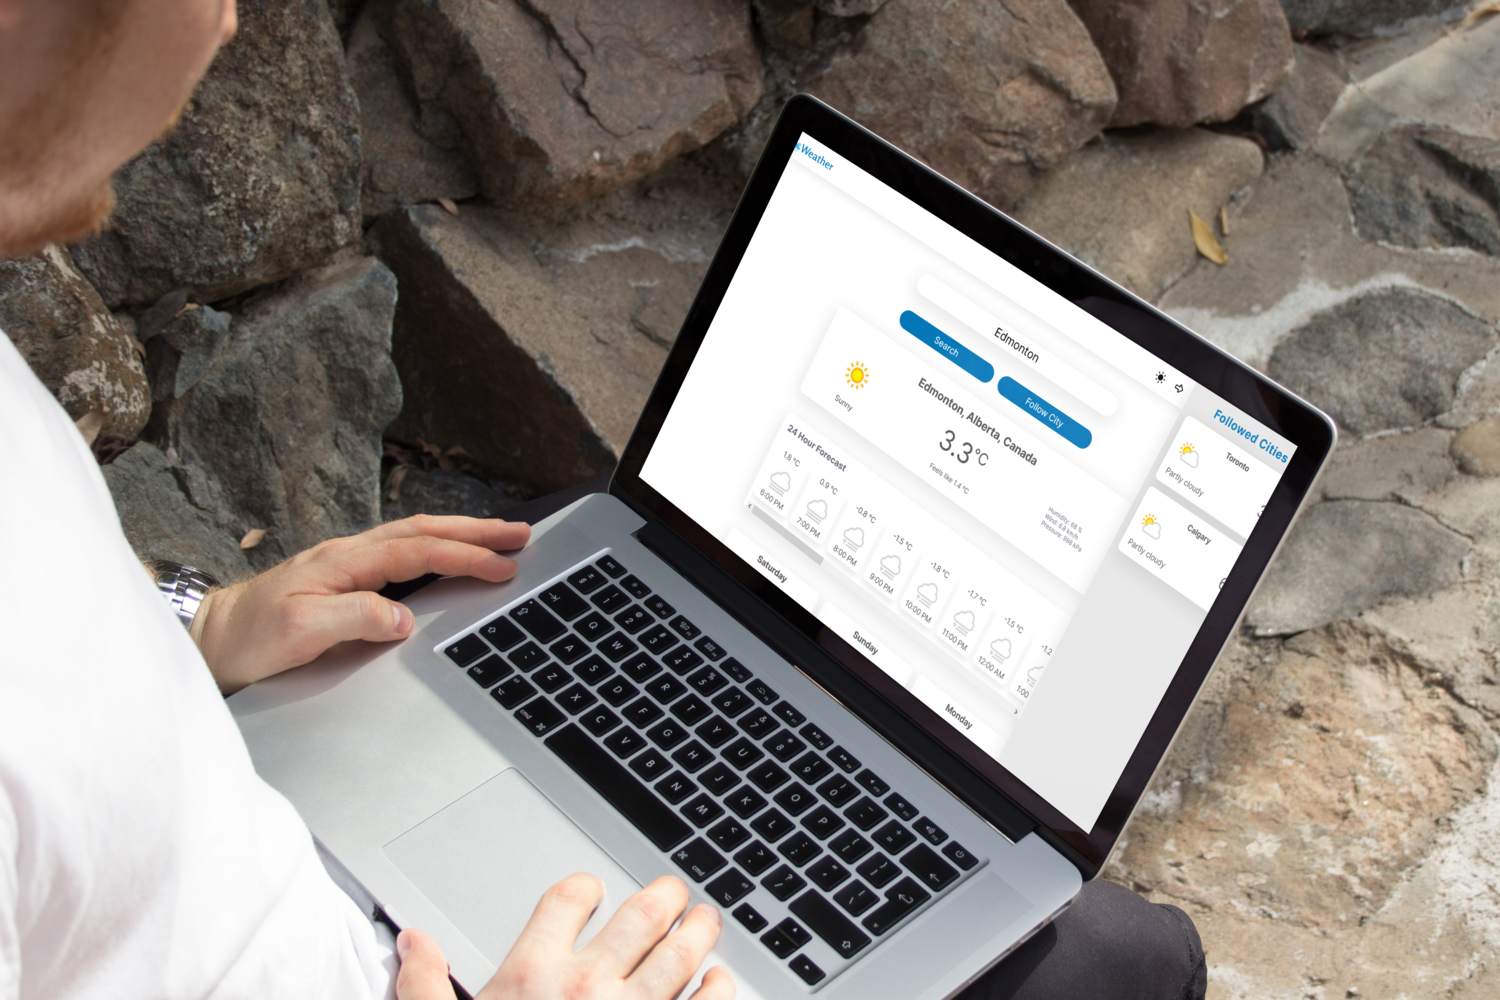 Weather
Edmonton
Search
Follow City
Edmonton, Alberta, Canada
3.3°C
Feels like 1.4 °C
Sunny
Humidity: 68 %
Wind: 6.8 km/h
Pressure: 998 kPa
24 Hour Forecast
1.8 °C
6:00 PM
0.9 °C
7:00 PM
-0.8 °C
8:00 PM
-1.5 °C
9:00 PM
-1.8 °C
10:00 PM
-1.7 °C
11:00 PM
-1.5 °C
12:00 AM
-1.2
1:00
Saturday
Sunday
Monday
Followed Cities
Toronto
Partly cloudy
Calgary
Partly cloudy